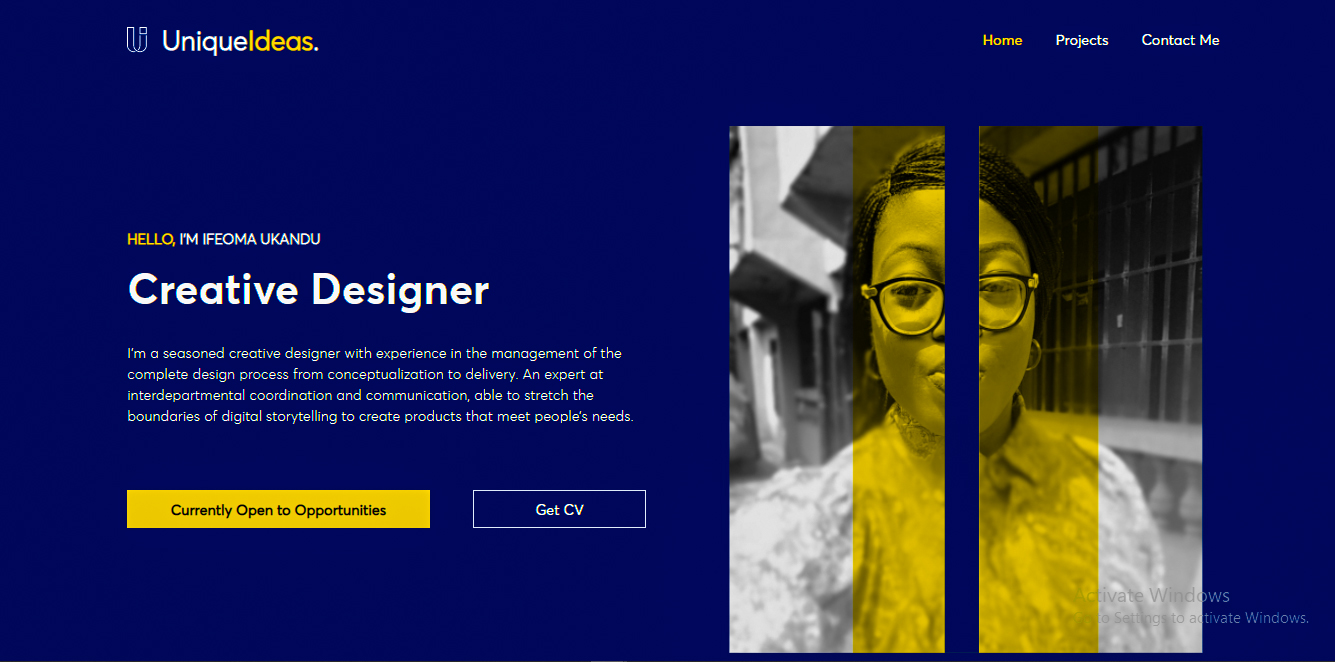 UniqueIdeas.
Home
Projects
Contact Me
HELLO, I'M IFEOMA UKANDU
Creative Designer
I'm a seasoned creative designer with experience in the management of the
complete design process from conceptualization to delivery. An expert at
interdepartmental coordination and communication, able to stretch the
boundaries of digital storytelling to create products that meet people's needs.
Currently Open to Opportunities
Get CV
Activate Windows
to Settings to activate Windows.